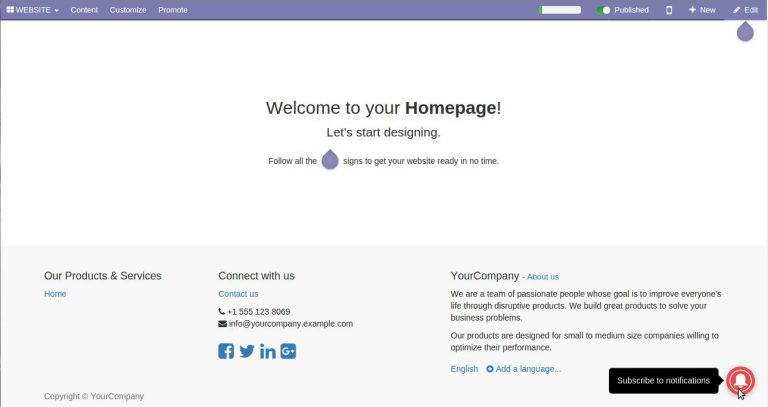 WEBSITE Content Customize Promote Published New Edit
Welcome to your Homepage!
Let's start designing.
Follow all the signs to get your website ready in no time.
Our Products & Services
Home
Connect with us
Contact us
+1 555 123 8069
info@yourcompany.example.com
YourCompany - About us
We are a team of passionate people whose goal is to improve everyone's
life through disruptive products. We build great products to solve your
business problems.
Our products are designed for small to medium size companies willing to
optimize their performance.
English Add a language...
Subscribe to notifications
Copyright © YourCompany